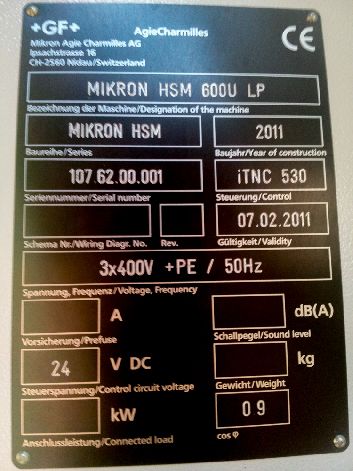 +GF+ AgieCharmilles
Mikron Agie Charmilles AG
Ipsachstrasse 16
CH-2560 Nidau/Switzerland
CE
MIKRON HSM 600U LP
Bezeichnung der Maschine/Designation of the machine
MIKRON HSM 2011
Baureihe/Series Baujahr/Year of construction
107.62.00.001 iTNC 530
Seriennummer/Serial number Steuerung/Control
07.02.2011
Schema Nr./Wiring Diagr. No. Rev. Gültigkeit/Validity
3x400V +PE / 50Hz
Spannung, Frequenz/Voltage, Frequency
A dB(A)
Vorsicherung/Prefuse Schallpegel/Sound level
24 V DC kg
Steuerspannung/Control circuit voltage Gewicht/Weight
kW 0 9
Anschlussleistung/Connected load cos φ